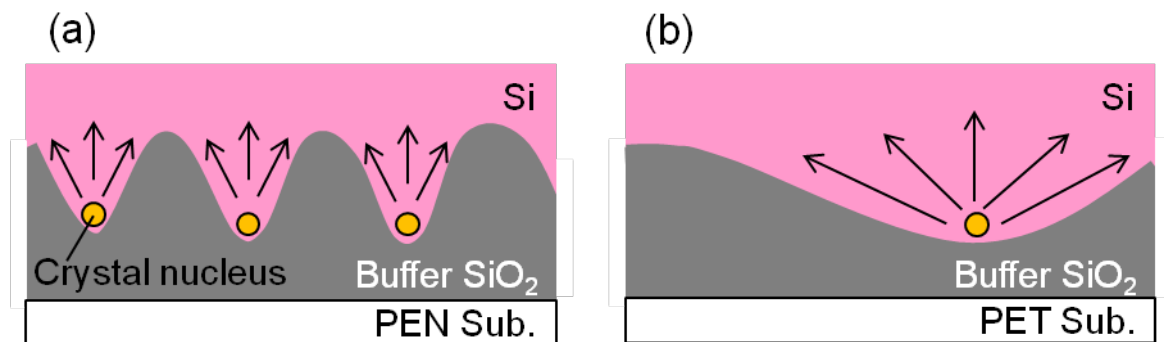 (a)
Si
Crystal nucleus
Buffer SiO₂
PEN Sub.
(b)
Si
Buffer SiO₂
PET Sub.